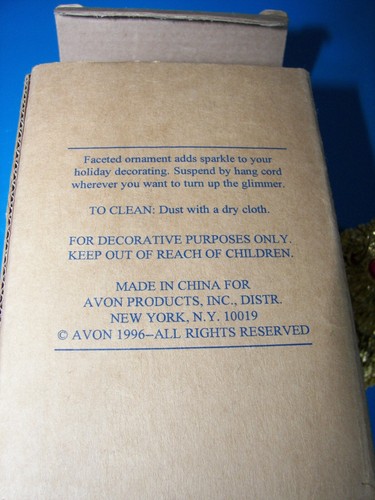 Faceted ornament adds sparkle to your
holiday decorating. Suspend by hang cord
wherever you want to turn up the glimmer.
TO CLEAN: Dust with a dry cloth.
FOR DECORATIVE PURPOSES ONLY.
KEEP OUT OF REACH OF CHILDREN.
MADE IN CHINA FOR
AVON PRODUCTS, INC., DISTR.
NEW YORK, N.Y. 10019
© AVON 1996–ALL RIGHTS RESERVED